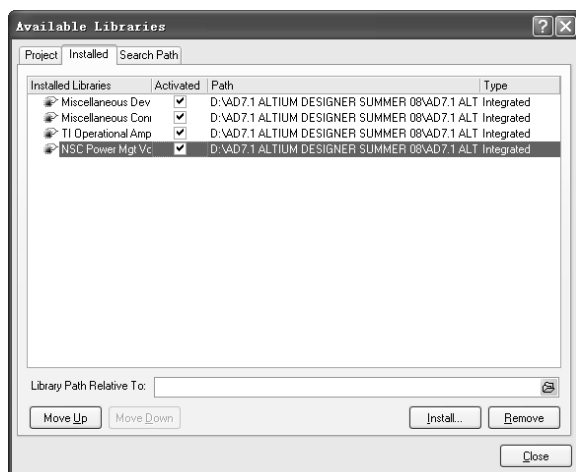 Available Libraries
Project Installed Search Path
Installed Libraries Activated Path Type
Miscellaneous Dev D:\AD7.1 ALTIUM DESIGNER SUMMER 08\AD7.1 ALT Integrated
Miscellaneous Con D:\AD7.1 ALTIUM DESIGNER SUMMER 08\AD7.1 ALT Integrated
TI Operational Amp D:\AD7.1 ALTIUM DESIGNER SUMMER 08\AD7.1 ALT Integrated
NSC Power Mgt Vo D:\AD7.1 ALTIUM DESIGNER SUMMER 08\AD7.1 ALT Integrated
Library Path Relative To:
Move Up Move Down Install... Remove
Close